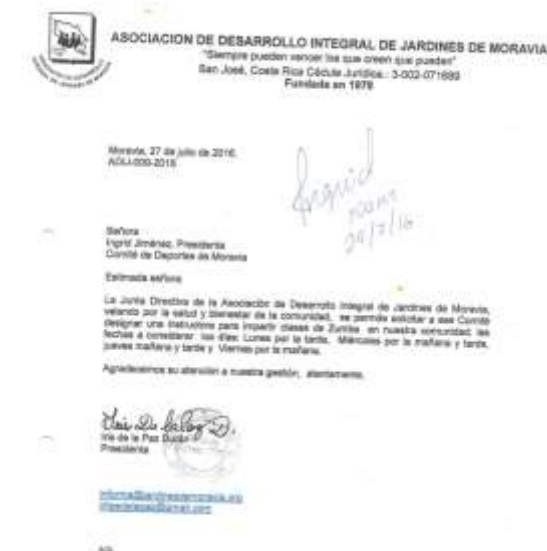 ASOCIACION DE DESARROLLO INTEGRAL DE JARDINES DE MORAVIA
"Siempre pueden vencer los que creen que pueden"
San José, Costa Rica Cédula Jurídica.: 3-002-071689
Fundada en 1978
Moravia, 27 de julio de 2016.
Ingrid
Señora
Ingrid Jiménez, Presidenta
Comité de Deportes de Moravia
Estimada señora
La Junta Directiva de la Asociación de Desarrollo Integral de Jardines de Moravia,
velando por la salud y bienestar de la comunidad, se permite solicitar a ese Comité
designar una instructora para impartir clases de Zumba en nuestra comunidad, las
fechas a considerar los días: Lunes por la tarde, Miércoles por la mañana y tarde,
jueves mañana y tarde y Viernes por la mañana.
Agradecemos su atención a nuestra gestión, atentamente,
Iris de la Paz Durán
Presidenta